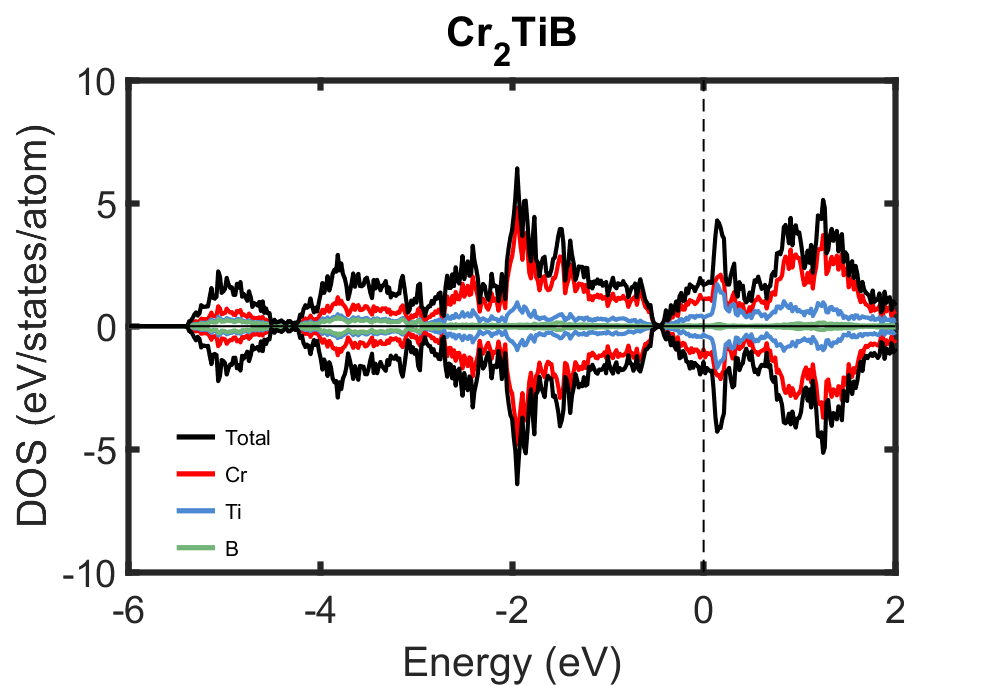 Cr₂TiB
10
5
0
-5
-10
DOS (eV/states/atom)
Total
Cr
Ti
B
-6 -4 -2 0 2
Energy (eV)